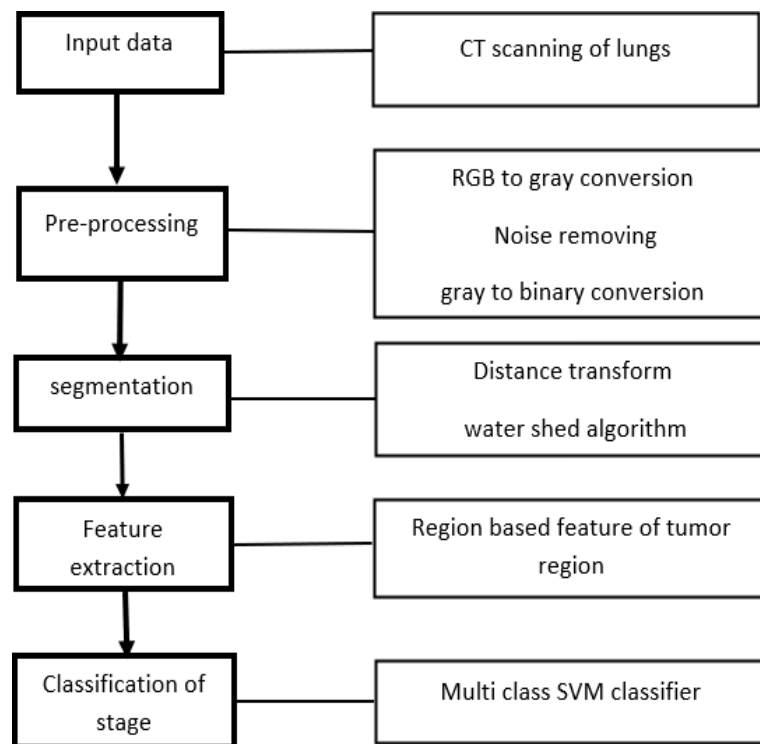 Input data
CT scanning of lungs
Pre-processing
RGB to gray conversion
Noise removing
gray to binary conversion
segmentation
Distance transform
water shed algorithm
Feature
extraction
Region based feature of tumor
region
Classification of
stage
Multi class SVM classifier